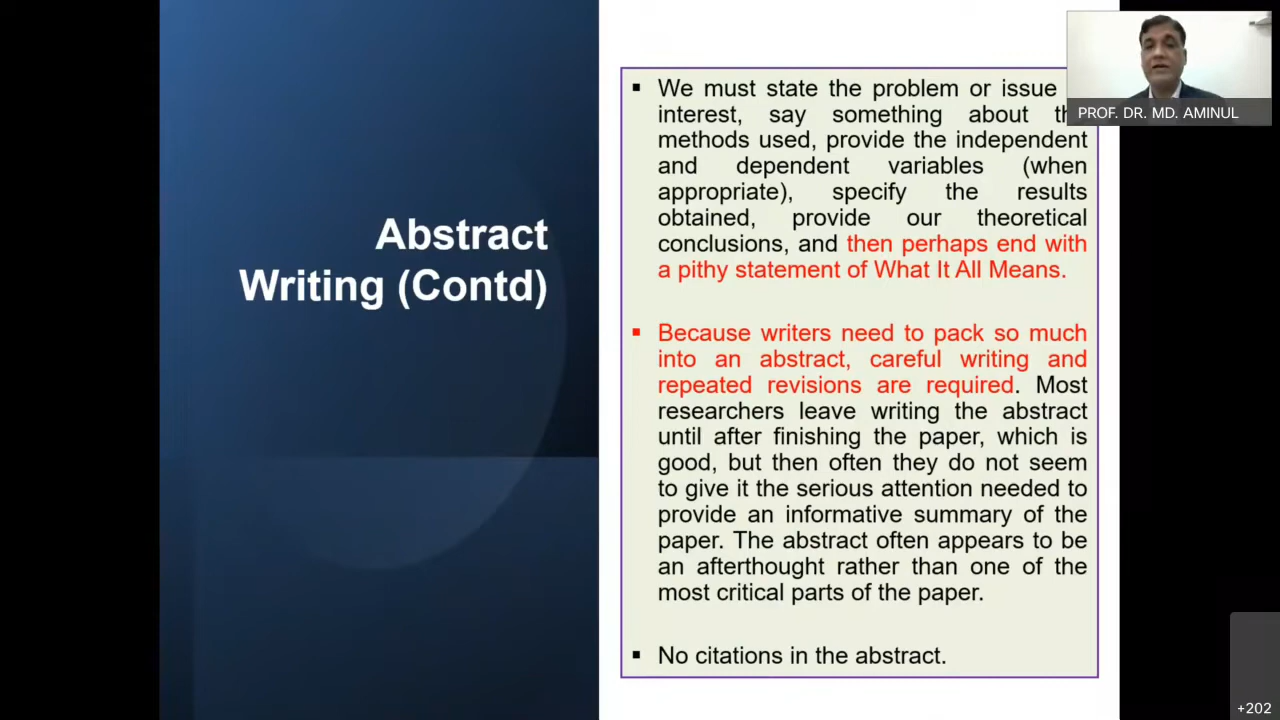 Abstract
Writing (Contd)
▪ We must state the problem or issue
interest, say something about
methods used, provide the independent
and dependent variables (when
appropriate), specify the results
obtained, provide our theoretical
conclusions, and then perhaps end with
a pithy statement of What It All Means.
▪ Because writers need to pack so much
into an abstract, careful writing and
repeated revisions are required. Most
researchers leave writing the abstract
until after finishing the paper, which is
good, but then often they do not seem
to give it the serious attention needed to
provide an informative summary of the
paper. The abstract often appears to be
an afterthought rather than one of the
most critical parts of the paper.
▪ No citations in the abstract.
PROF. DR. MD. AMINUL
+202